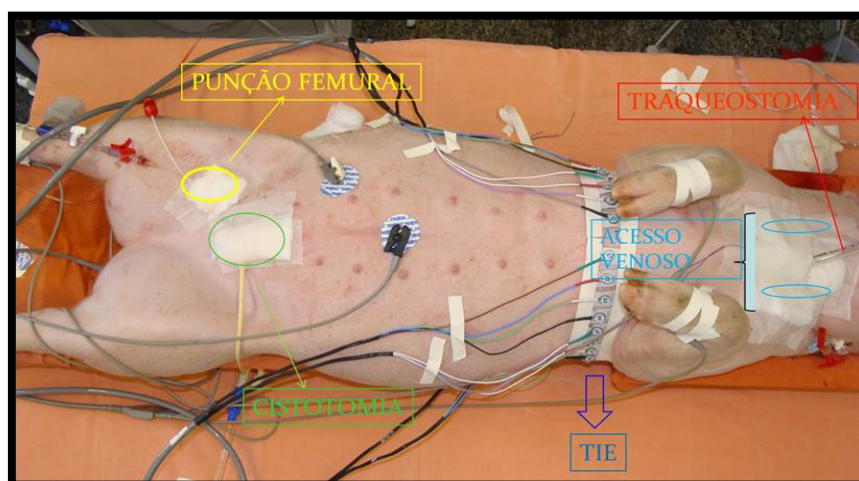 PUNÇÃO FEMURAL
TRAQUEOSTOMIA
ACESSO
VENOSO
CISTOTOMIA
TIE